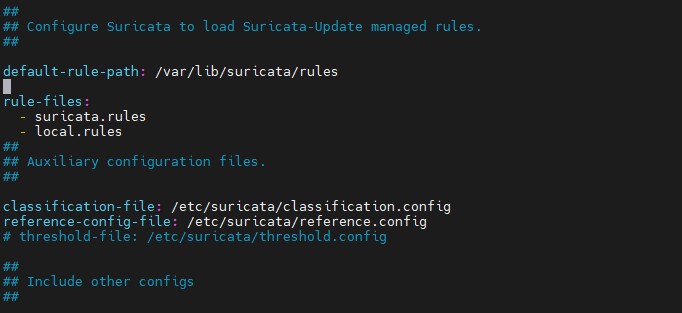 ##
## Configure Suricata to load Suricata-Update managed rules.
##
default-rule-path: /var/lib/suricata/rules
rule-files:
  - suricata.rules
  - local.rules
##
## Auxiliary configuration files.
##
classification-file: /etc/suricata/classification.config
reference-config-file: /etc/suricata/reference.config
# threshold-file: /etc/suricata/threshold.config
##
## Include other configs
##